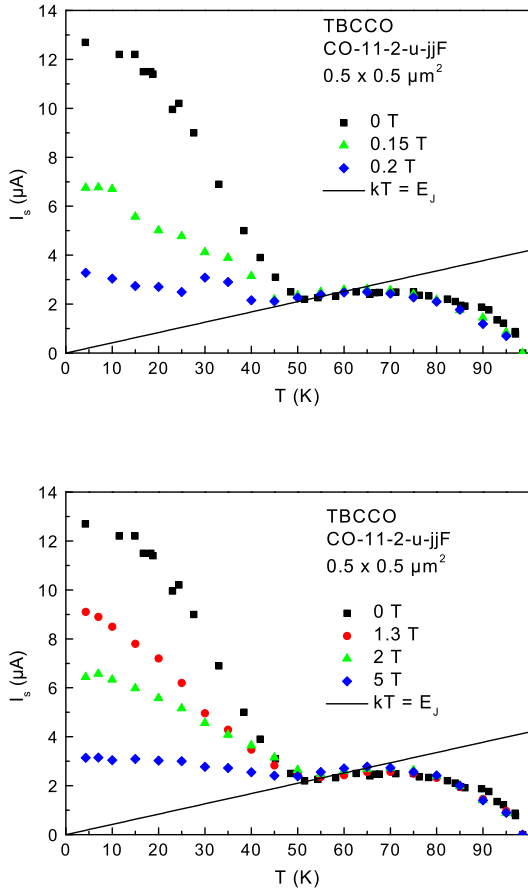 TBCCO
CO-11-2-u-jjF
0.5 x 0.5 µm²
0 T
0.15 T
0.2 T
kT = E_J
14
12
10
8
6
4
2
0
I_s (µA)
0 10 20 30 40 50 60 70 80 90
T (K)
14
12
10
8
6
4
2
0
I_s (µA)
TBCCO
CO-11-2-u-jjF
0.5 x 0.5 µm²
0 T
1.3 T
2 T
5 T
kT = E_J
0 10 20 30 40 50 60 70 80 90
T (K)